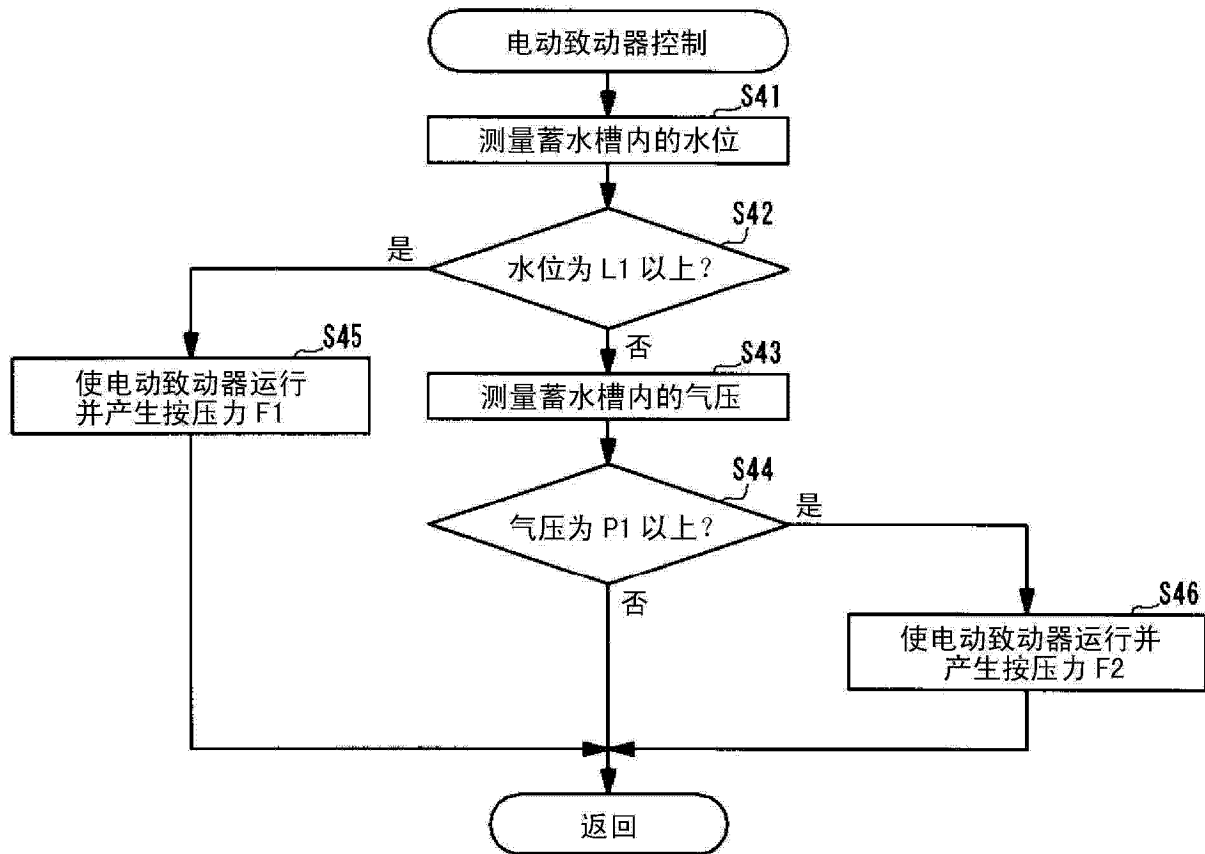 电动致动器控制
S41
测量蓄水槽内的水位
S42
水位为 L1 以上?
是
否
S45
使电动致动器运行
并产生按压力 F1
S43
测量蓄水槽内的气压
S44
气压为 P1 以上?
是
否
S46
使电动致动器运行并
产生按压力 F2
返回